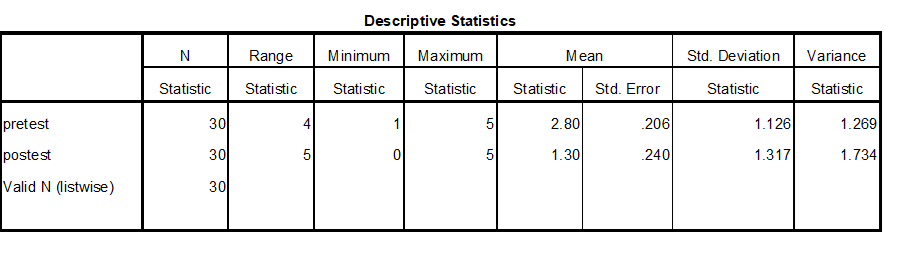 Descriptive Statistics
N Range Minimum Maximum Mean Std. Deviation Variance
Statistic Statistic Statistic Statistic Statistic Std. Error Statistic Statistic
pretest 30 4 1 5 2.80 .206 1.126 1.269
postest 30 5 0 5 1.30 .240 1.317 1.734
Valid N (listwise) 30